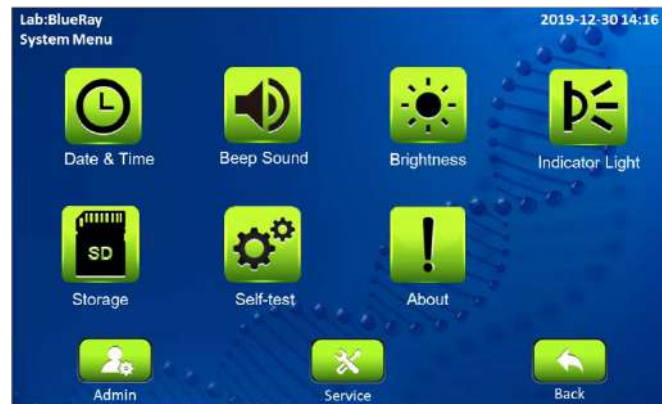 Lab:BlueRay
2019-12-30 14:16
System Menu
Date & Time
Beep Sound
Brightness
Indicator Light
SD
Storage
Self-test
About
Admin
Service
Back